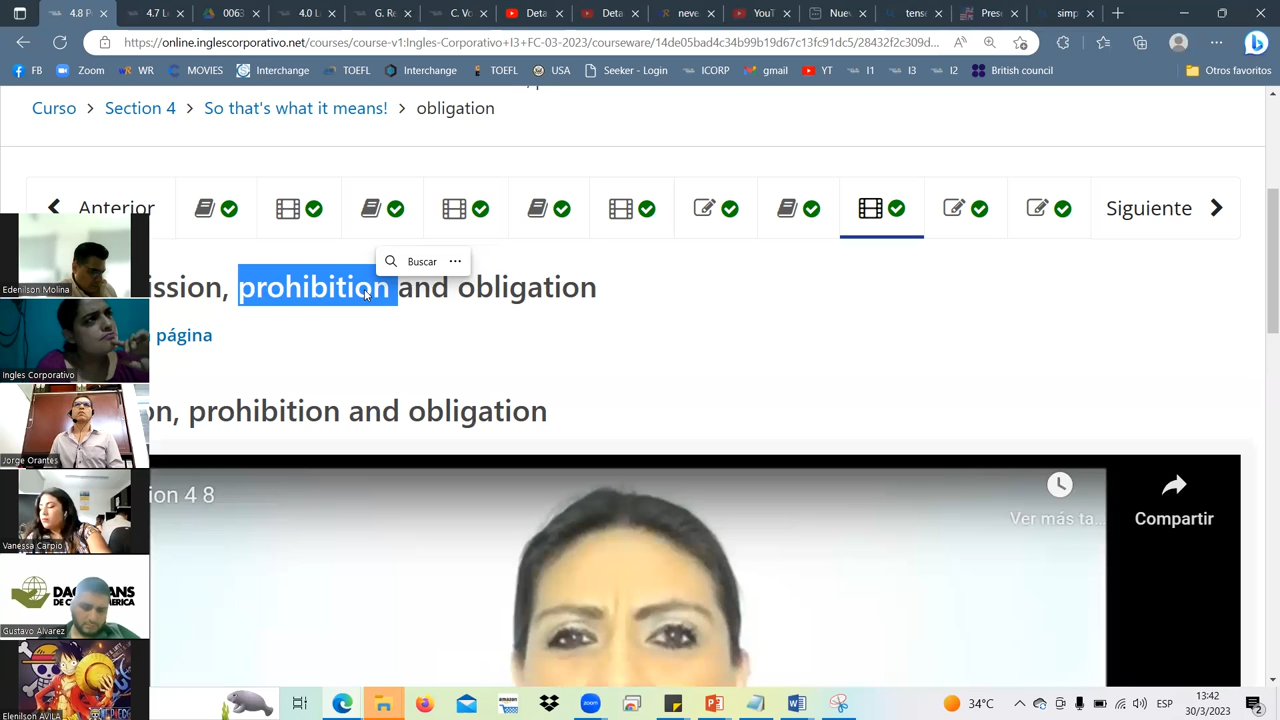 4.8 P
4.7 L
0063
4.0 L
G. Re
C. Vo
Deta
Deta
neve
YouT
Nuev
tense
Prese
simp
https://online.inglescorporativo.net/courses/course-v1:Ingles-Corporativo+I3+FC-03-2023/courseware/14de05bad4c34b99b19d67c13fc91dc5/28432f2c309d...
FB
Zoom
WR
MOVIES
Interchange
TOEFL
Interchange
TOEFL
USA
Seeker - Login
ICORP
gmail
YT
I1
I3
I2
British council
Otros favoritos
Curso > Section 4 > So that's what it means! > obligation
Anterior
Siguiente
Buscar ...
ission, prohibition and obligation
página
on, prohibition and obligation
ion 4 8
Ver más ta...
Compartir
Edenilson Molina
Ingles Corporativo
Jorge Orantes
Vanessa Carpio
Gustavo Alvarez
Elenilson AVILA
34°C
ESP
13:42
30/3/2023
2